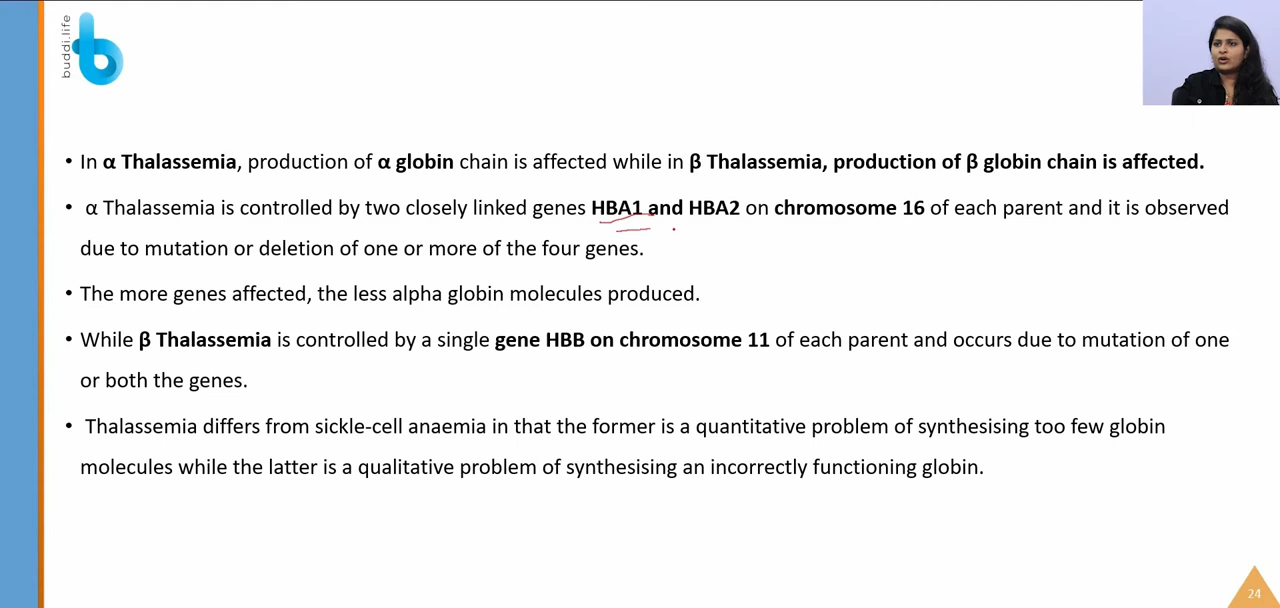 buddi.life
• In α Thalassemia, production of α globin chain is affected while in β Thalassemia, production of β globin chain is affected.
• α Thalassemia is controlled by two closely linked genes HBA1 and HBA2 on chromosome 16 of each parent and it is observed
due to mutation or deletion of one or more of the four genes.
• The more genes affected, the less alpha globin molecules produced.
• While β Thalassemia is controlled by a single gene HBB on chromosome 11 of each parent and occurs due to mutation of one
or both the genes.
• Thalassemia differs from sickle-cell anaemia in that the former is a quantitative problem of synthesising too few globin
molecules while the latter is a qualitative problem of synthesising an incorrectly functioning globin.
24